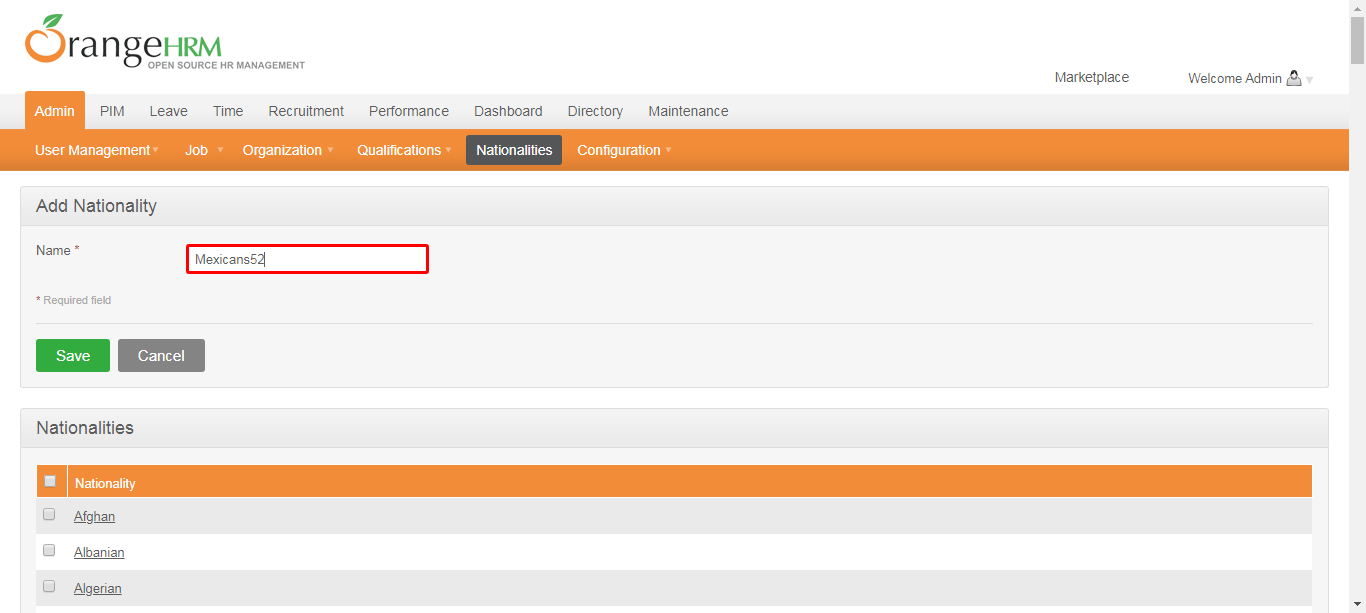 OrangeHRM
OPEN SOURCE HR MANAGEMENT
Marketplace Welcome Admin
Admin PIM Leave Time Recruitment Performance Dashboard Directory Maintenance
User Management Job Organization Qualifications Nationalities Configuration
Add Nationality
Name * Mexicans52
* Required field
Save Cancel
Nationalities
Nationality
Afghan
Albanian
Algerian